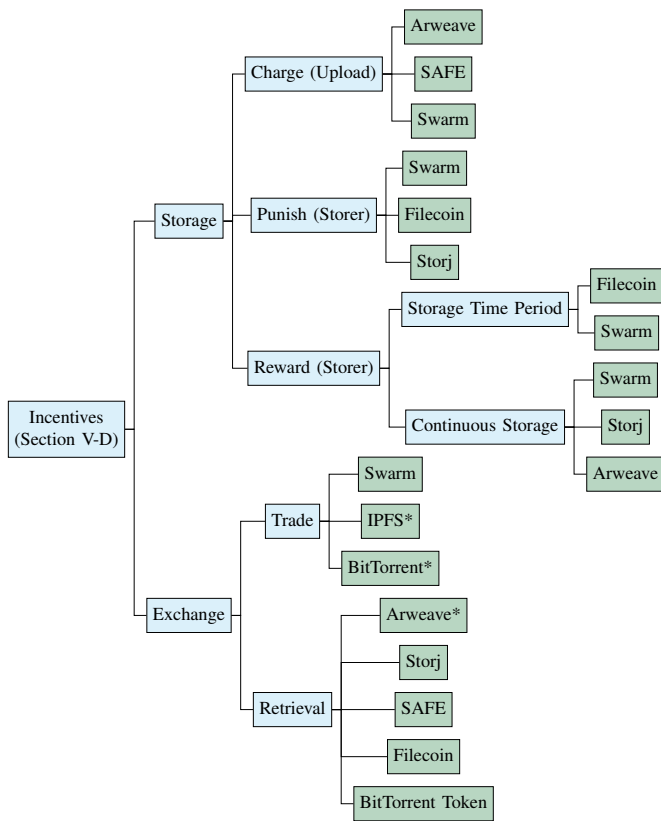 Arweave
Charge (Upload)
SAFE
Swarm
Swarm
Storage
Punish (Storer)
Filecoin
Storj
Filecoin
Storage Time Period
Swarm
Reward (Storer)
Swarm
Incentives
(Section V-D)
Continuous Storage
Storj
Arweave
Swarm
Trade
IPFS*
BitTorrent*
Exchange
Arweave*
Storj
Retrieval
SAFE
Filecoin
BitTorrent Token